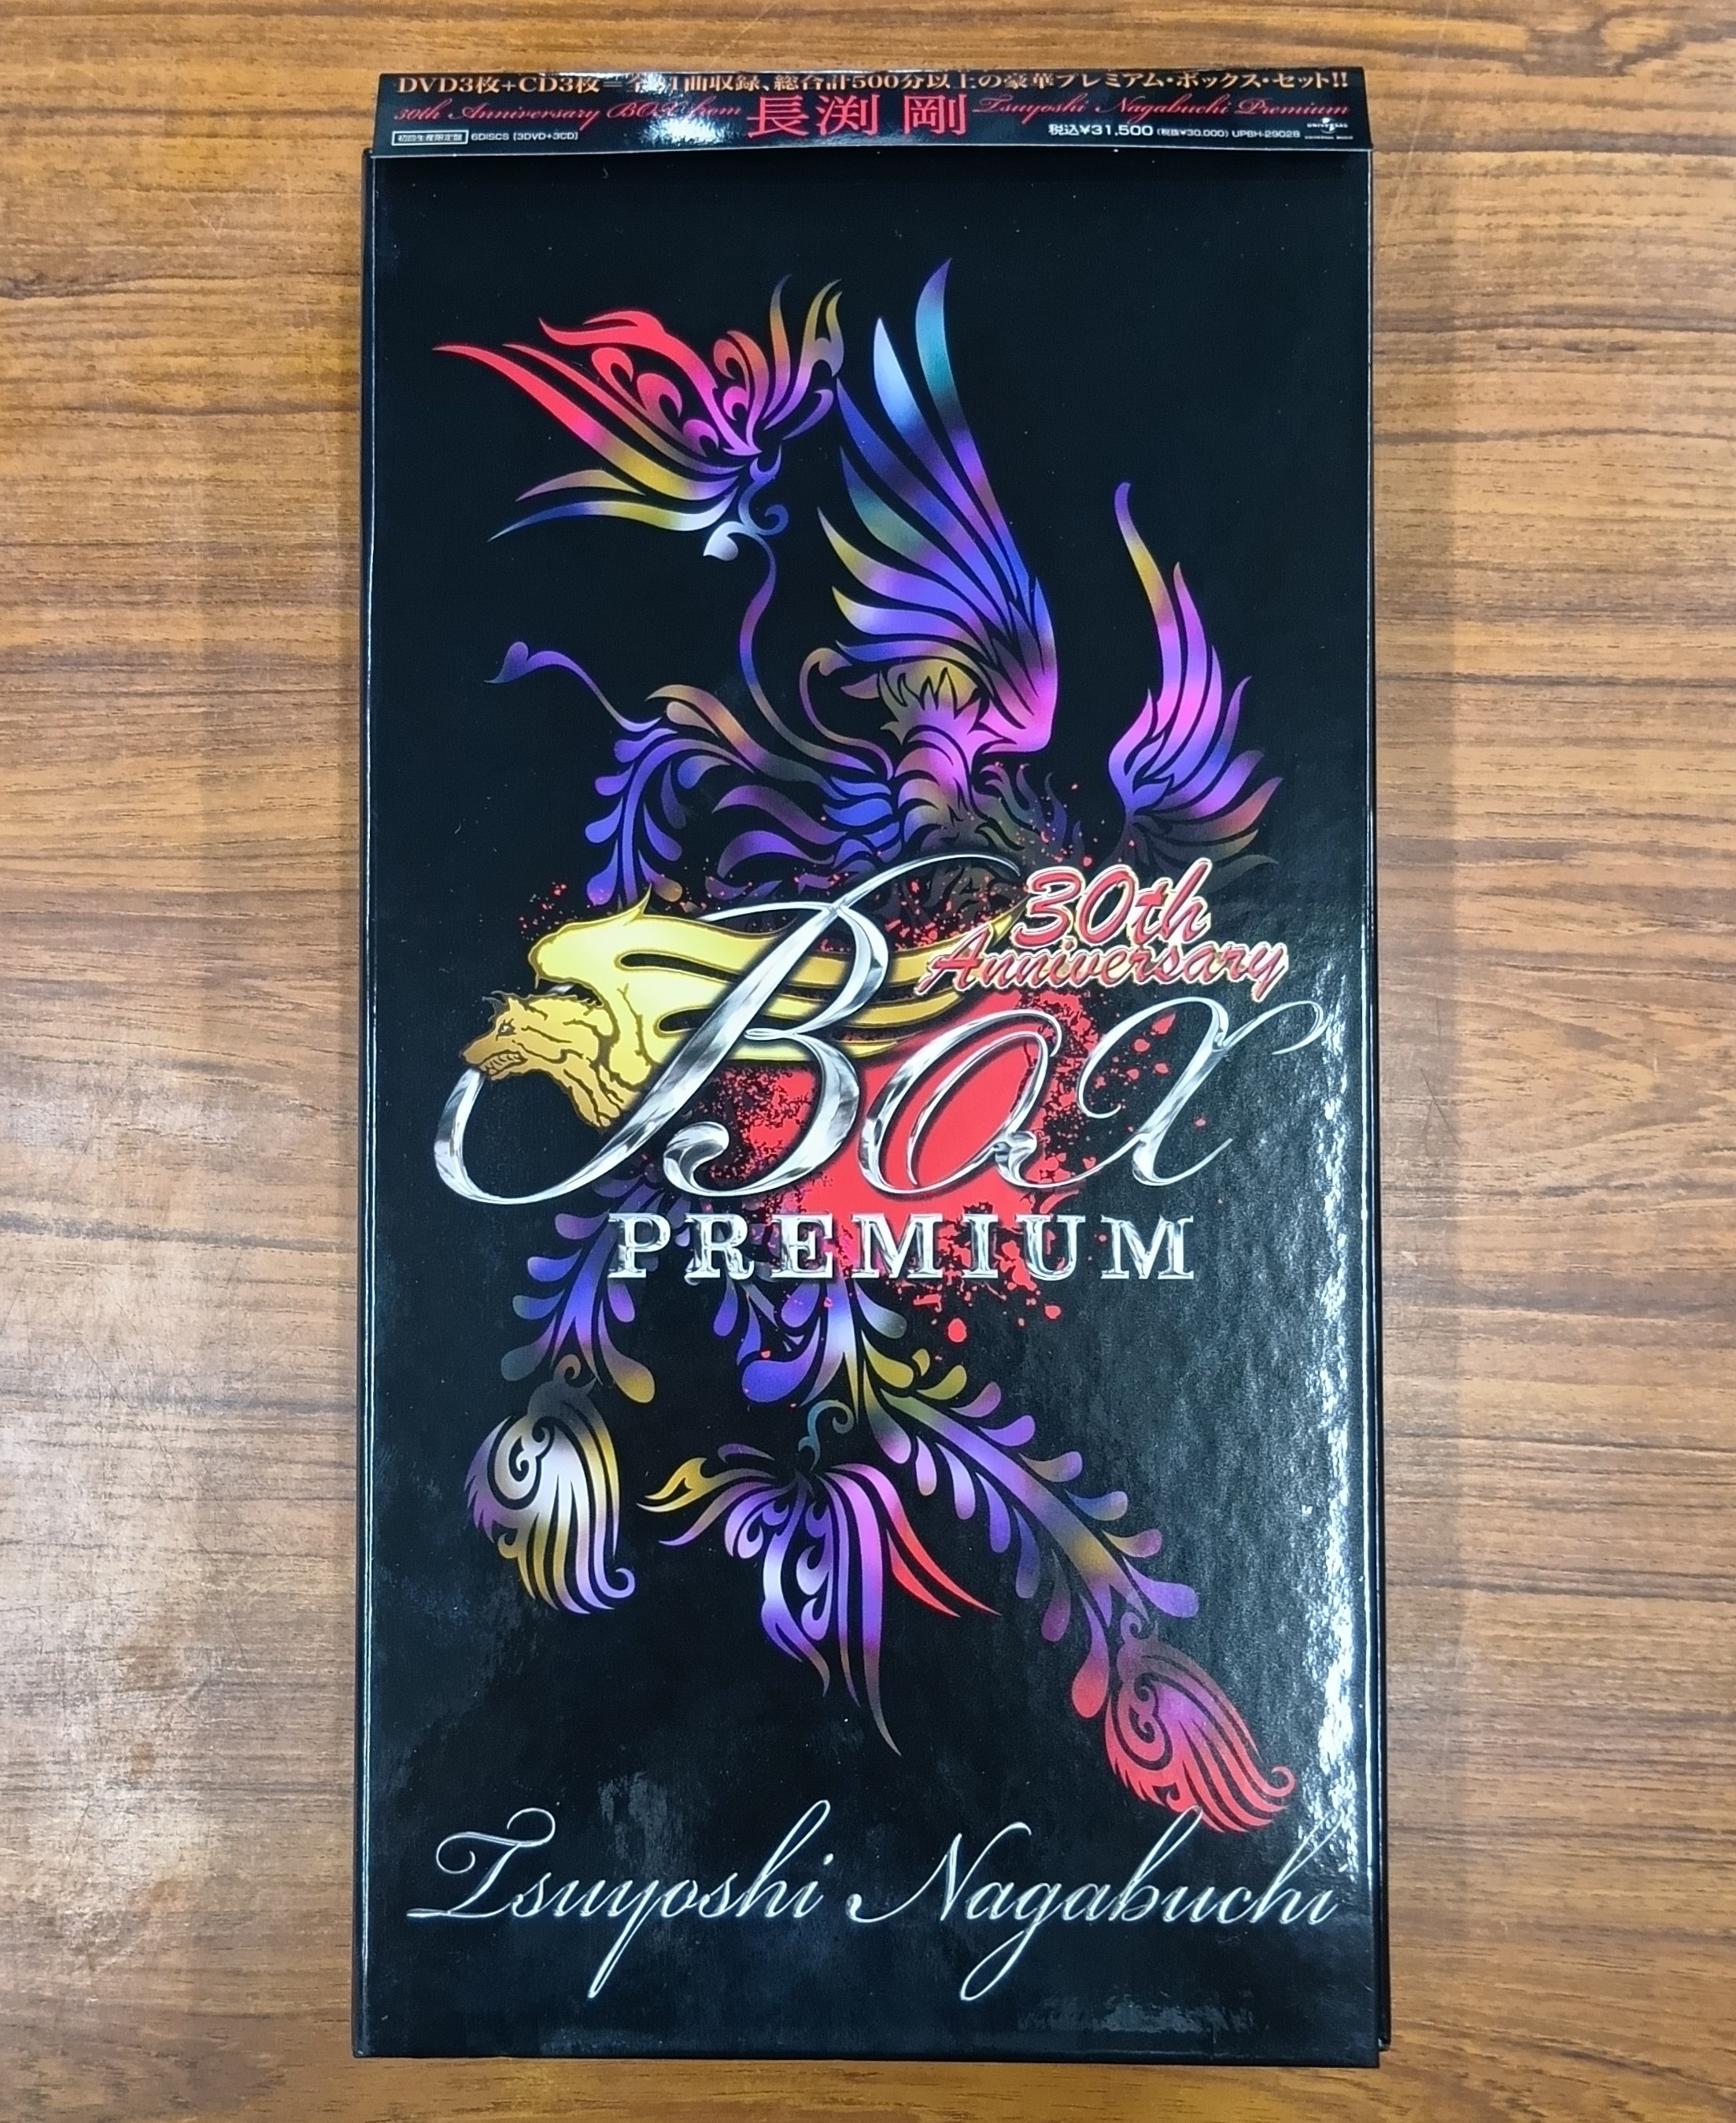 DVD3枚+CD3枚=全 曲収録、総合計500分以上の豪華プレミアム・ボックス・セット!!
30th Anniversary BOX from 長渕 剛 Tsuyoshi Nagabuchi Premium
初回生産限定盤 6DISCS [3DVD+3CD] 税込¥31,500 (税抜¥30,000) UPBH-29028
UNIVERSAL
30th
Anniversary
Box
PREMIUM
Tsuyoshi Nagabuchi